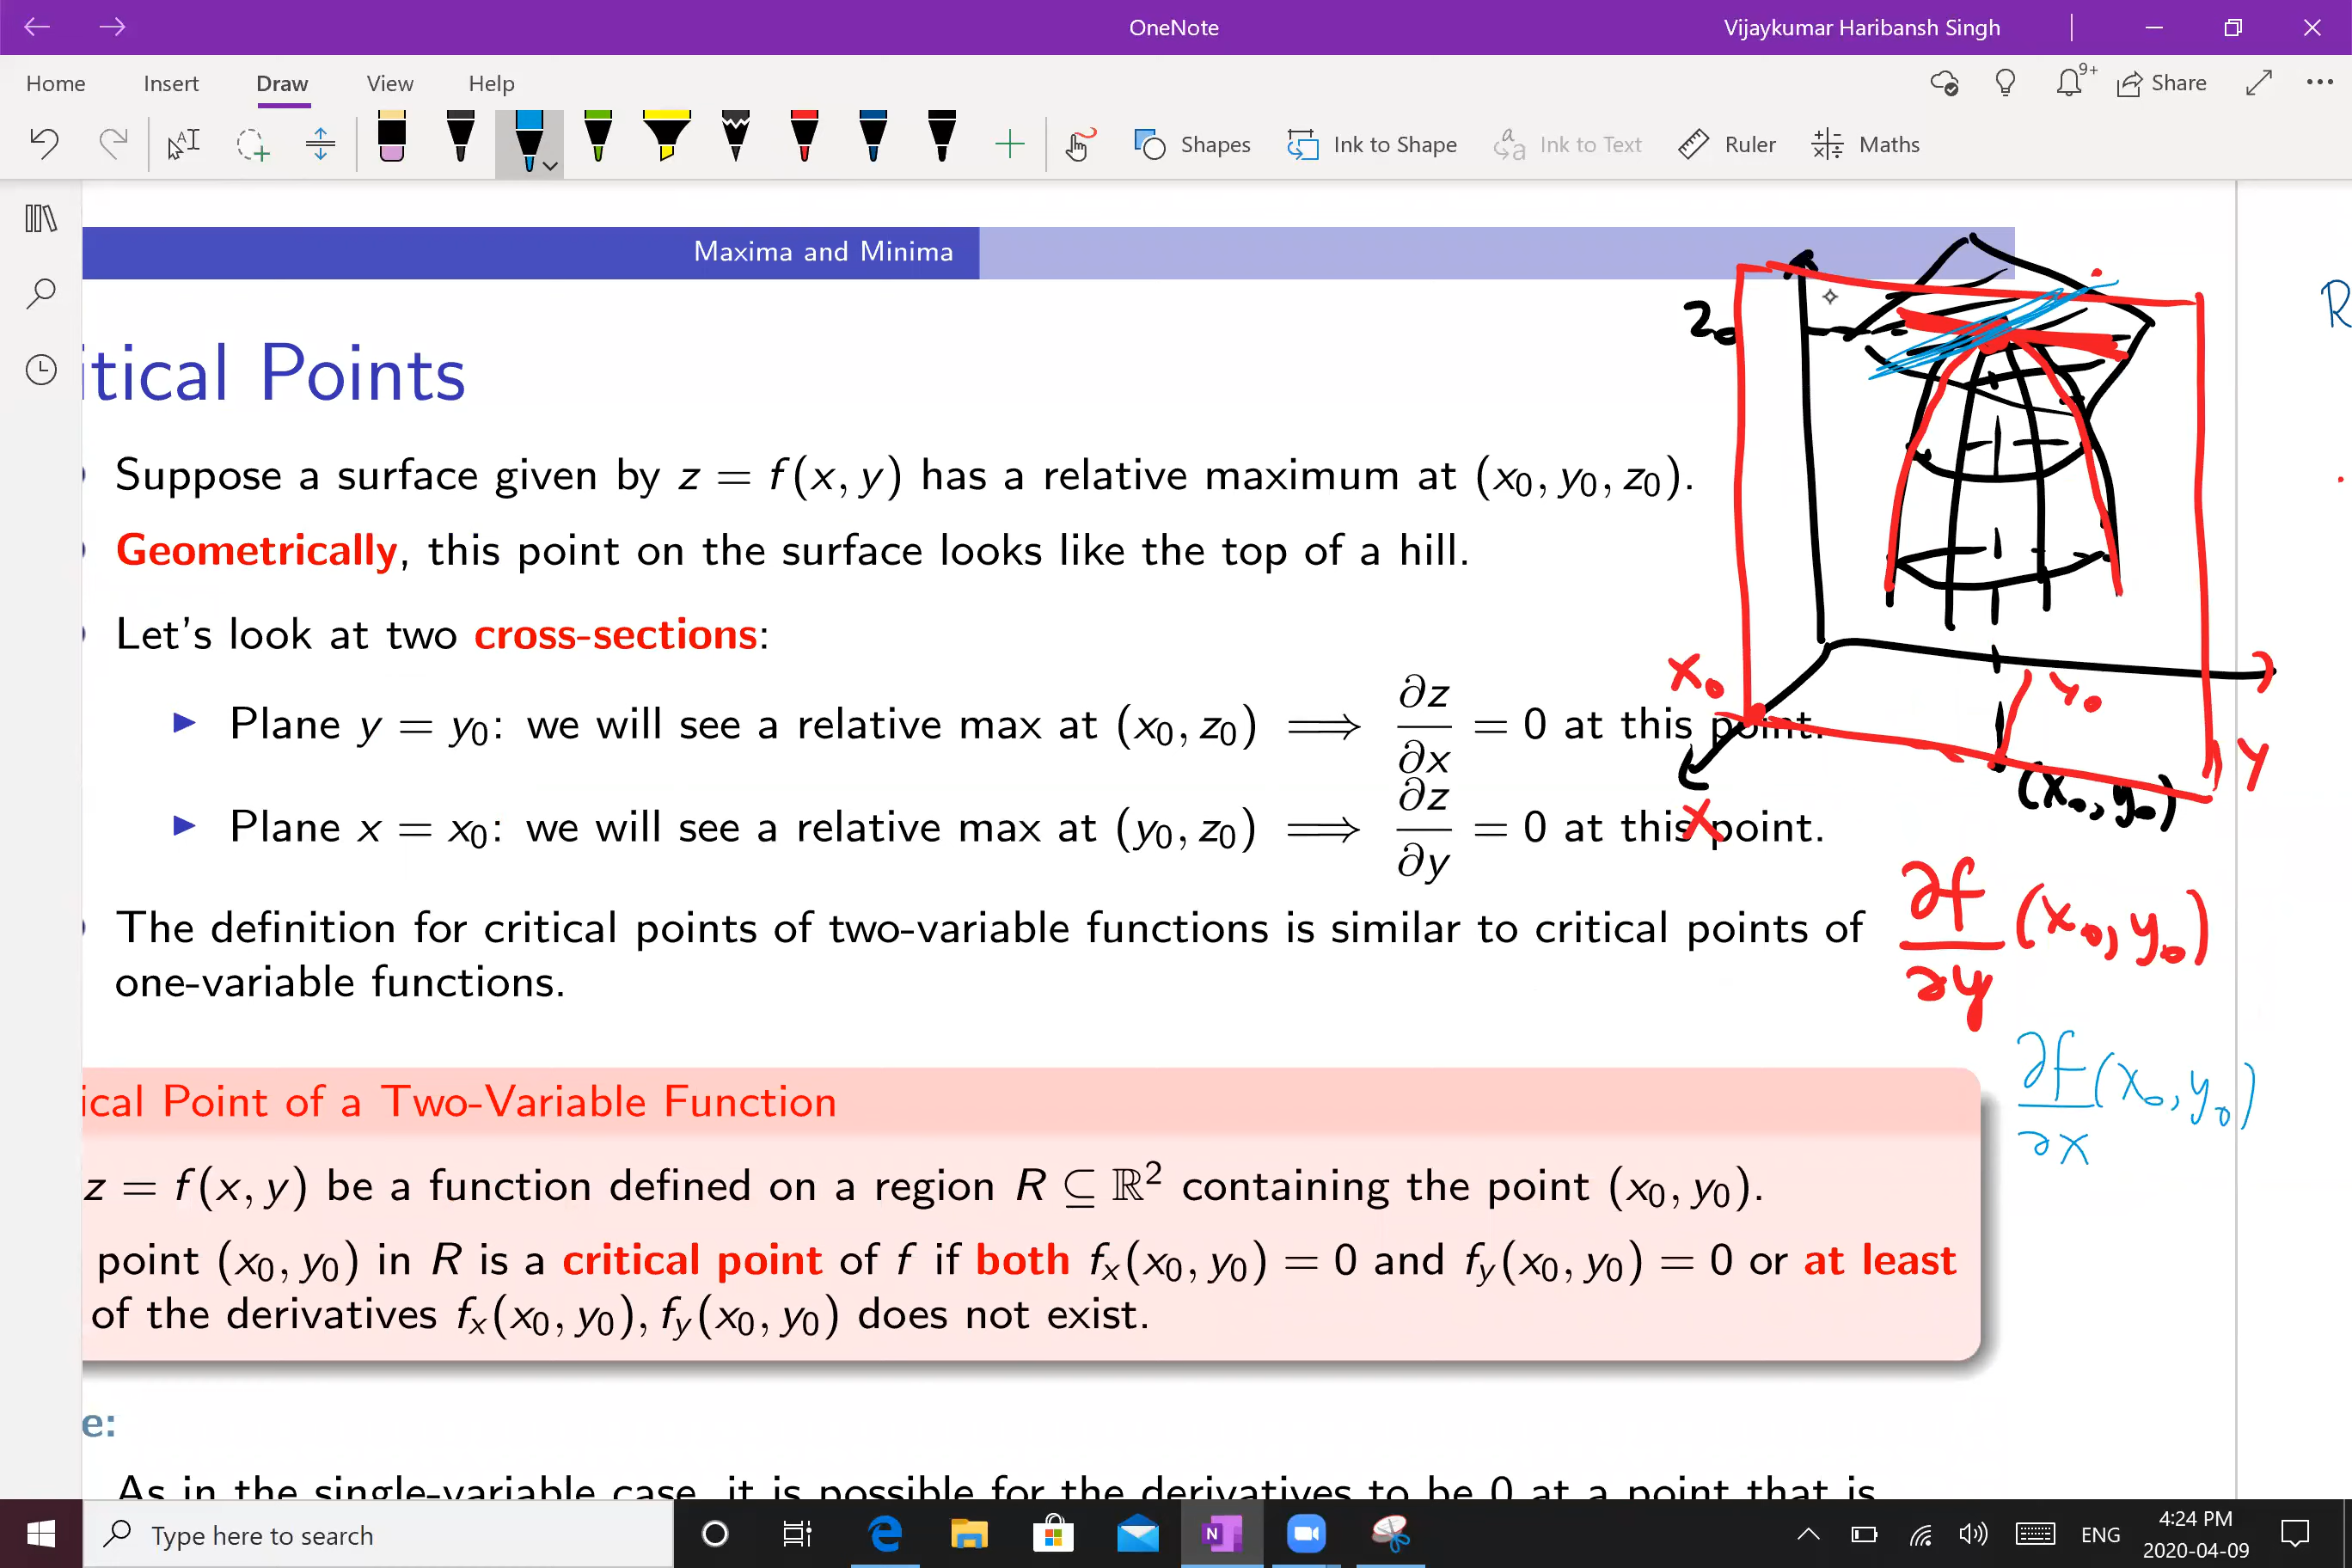 OneNote
Vijaykumar Haribansh Singh
Home Insert Draw View Help
9+ Share
Shapes Ink to Shape Ink to Text Ruler Maths
Maxima and Minima
itical Points
Suppose a surface given by z = f(x, y) has a relative maximum at (x₀, y₀, z₀).
Geometrically, this point on the surface looks like the top of a hill.
Let's look at two cross-sections:
► Plane y = y₀: we will see a relative max at (x₀, z₀) ⟹ ∂z/∂x = 0 at this point.
► Plane x = x₀: we will see a relative max at (y₀, z₀) ⟹ ∂z/∂y = 0 at this point.
The definition for critical points of two-variable functions is similar to critical points of
one-variable functions.
ical Point of a Two-Variable Function
z = f(x, y) be a function defined on a region R ⊆ ℝ² containing the point (x₀, y₀).
point (x₀, y₀) in R is a critical point of f if both fₓ(x₀, y₀) = 0 and f_y(x₀, y₀) = 0 or at least
of the derivatives fₓ(x₀, y₀), f_y(x₀, y₀) does not exist.
e:
As in the single-variable case, it is possible for the derivatives to be 0 at a point that is
z₀
x₀
y₀
y
x
(x₀, y₀)
∂f/∂y (x₀, y₀)
∂f/∂x (x₀, y₀)
R
Type here to search
ENG
4:24 PM
2020-04-09